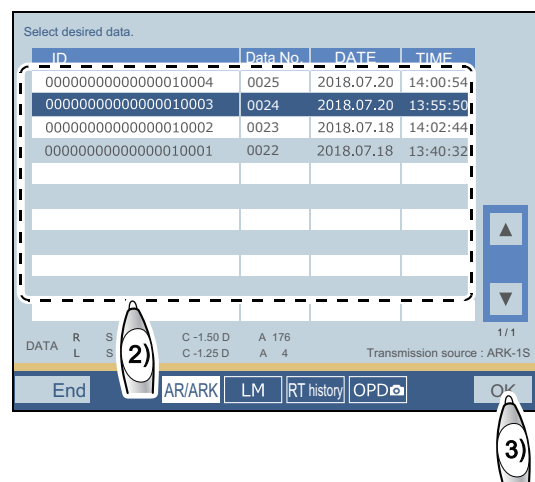 Select desired data.
ID Data No. DATE TIME
00000000000000010004 0025 2018.07.20 14:00:54
00000000000000010003 0024 2018.07.20 13:55:50
00000000000000010002 0023 2018.07.18 14:02:44
00000000000000010001 0022 2018.07.18 13:40:32
▲
▼
1/1
DATA R S C -1.50 D A 176
L S C -1.25 D A 4 Transmission source : ARK-1S
2)
End AR/ARK LM RT history OPD OK
3)